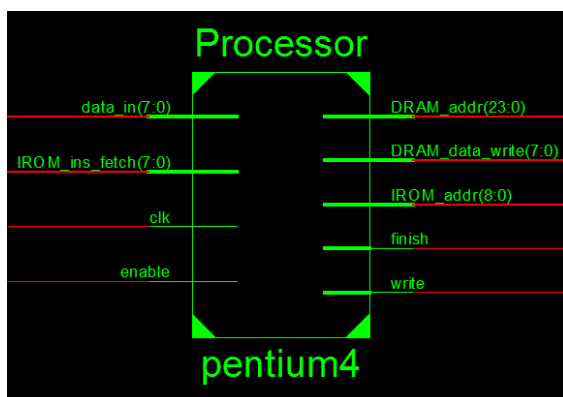 Processor
data_in(7:0)
IROM_ins_fetch(7:0)
clk
enable
DRAM_addr(23:0)
DRAM_data_write(7:0)
IROM_addr(8:0)
finish
write
pentium4